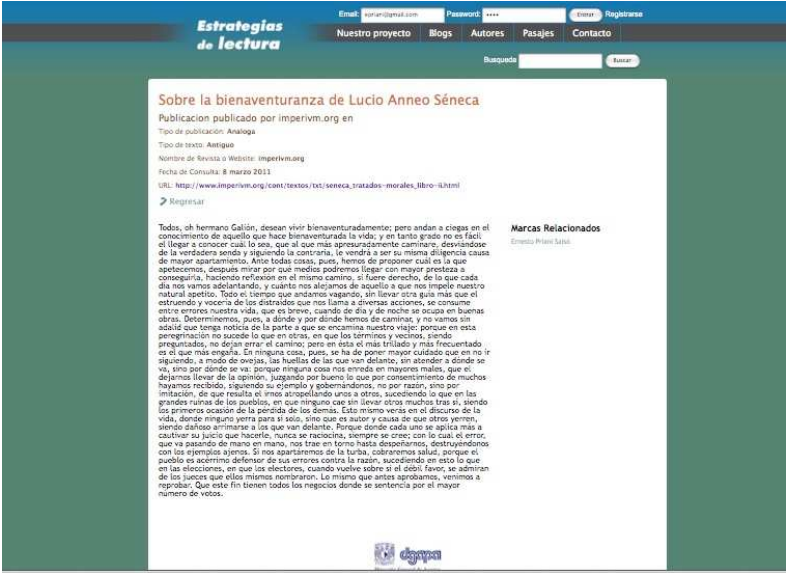 Email: Password: •••• Entrar Registrarse
Estrategias
de lectura
Nuestro proyecto Blogs Autores Pasajes Contacto
Busqueda Buscar
Sobre la bienaventuranza de Lucio Anneo Séneca
Publicacion publicado por imperivm.org en
Tipo de publicación: Analoga
Tipo de texto: Antiguo
Nombre de Revista o Website: imperivm.org
Fecha de Consulta: 8 marzo 2011
URL: http://www.imperivm.org/cont/textos/txt/seneca_tratados-morales_libro-ii.html
Regresar
Marcas Relacionados
Ernesto Priani Saisó
Todos, oh hermano Galión, desean vivir bienaventuradamente; pero andan a ciegas en el
conocimiento de aquello que hace bienaventurada la vida; y en tanto grado no es fácil
el llegar a conocer cuál lo sea, que al que más apresuradamente caminare, desviándose
de la verdadera senda y siguiendo la contraria, le vendrá a ser su misma diligencia causa
de mayor apartamiento. Ante todas cosas, pues, hemos de proponer cuál es la que
apetecemos, después mirar por qué medios podremos llegar con mayor presteza a
conseguirla, haciendo reflexión en el mismo camino, si fuere derecho, de lo que cada
día nos vamos adelantando, y cuánto nos alejamos de aquello a que nos impele nuestro
natural apetito. Todo el tiempo que andamos vagando, sin llevar otra guía más que el
estruendo y vocería de los distraídos que nos llama a diversas acciones, se consume
entre errores nuestra vida, que es breve, cuando de día y de noche se ocupa en buenas
obras. Determinemos, pues, a dónde y por dónde hemos de caminar, y no vamos sin
adalid que tenga noticia de la parte a que se encamina nuestro viaje; porque en esta
peregrinación no sucede lo que en otras, en que los términos y vecinos, siendo
preguntados, no dejan errar el camino; pero en ésta el más trillado y más frecuentado
es el que más engaña. En ninguna cosa, pues, se ha de poner mayor cuidado que en no ir
siguiendo, a modo de ovejas, las huellas de las que van delante, sin atender a dónde se
va, sino por dónde se va: porque ninguna cosa nos enreda en mayores males, que el
dejarnos llevar de la opinión, juzgando por bueno lo que por consentimiento de muchos
hayamos recibido, siguiendo su ejemplo y gobernándonos, no por razón, sino por
imitación, de que resulta el irnos atropellando unos a otros, sucediendo lo que en las
grandes ruinas de los pueblos, en que ninguno cae sin llevar otros muchos tras sí, siendo
los primeros ocasión de la pérdida de los demás. Esto mismo verás en el discurso de la
vida, donde ninguno yerra para sí solo, sino que es autor y causa de que otros yerren,
siendo dañoso arrimarse a los que van delante. Porque donde cada uno se aplica más a
cautivar su juicio que hacerle, nunca se raciocina, siempre se cree; con lo cual el error,
que va pasando de mano en mano, nos trae en torno hasta despeñarnos, destruyéndonos
con los ejemplos ajenos. Si nos apartáremos de la turba, cobraremos salud, porque el
pueblo es acérrimo defensor de sus errores contra la razón, sucediendo en esto lo que
en las elecciones, en que los electores, cuando vuelve sobre sí el débil favor, se admiran
de los jueces que ellos mismos nombraron. Lo mismo que antes aprobamos, venimos a
reprobar. Que este fin tienen todos los negocios donde se sentencia por el mayor
número de votos.
dgapa